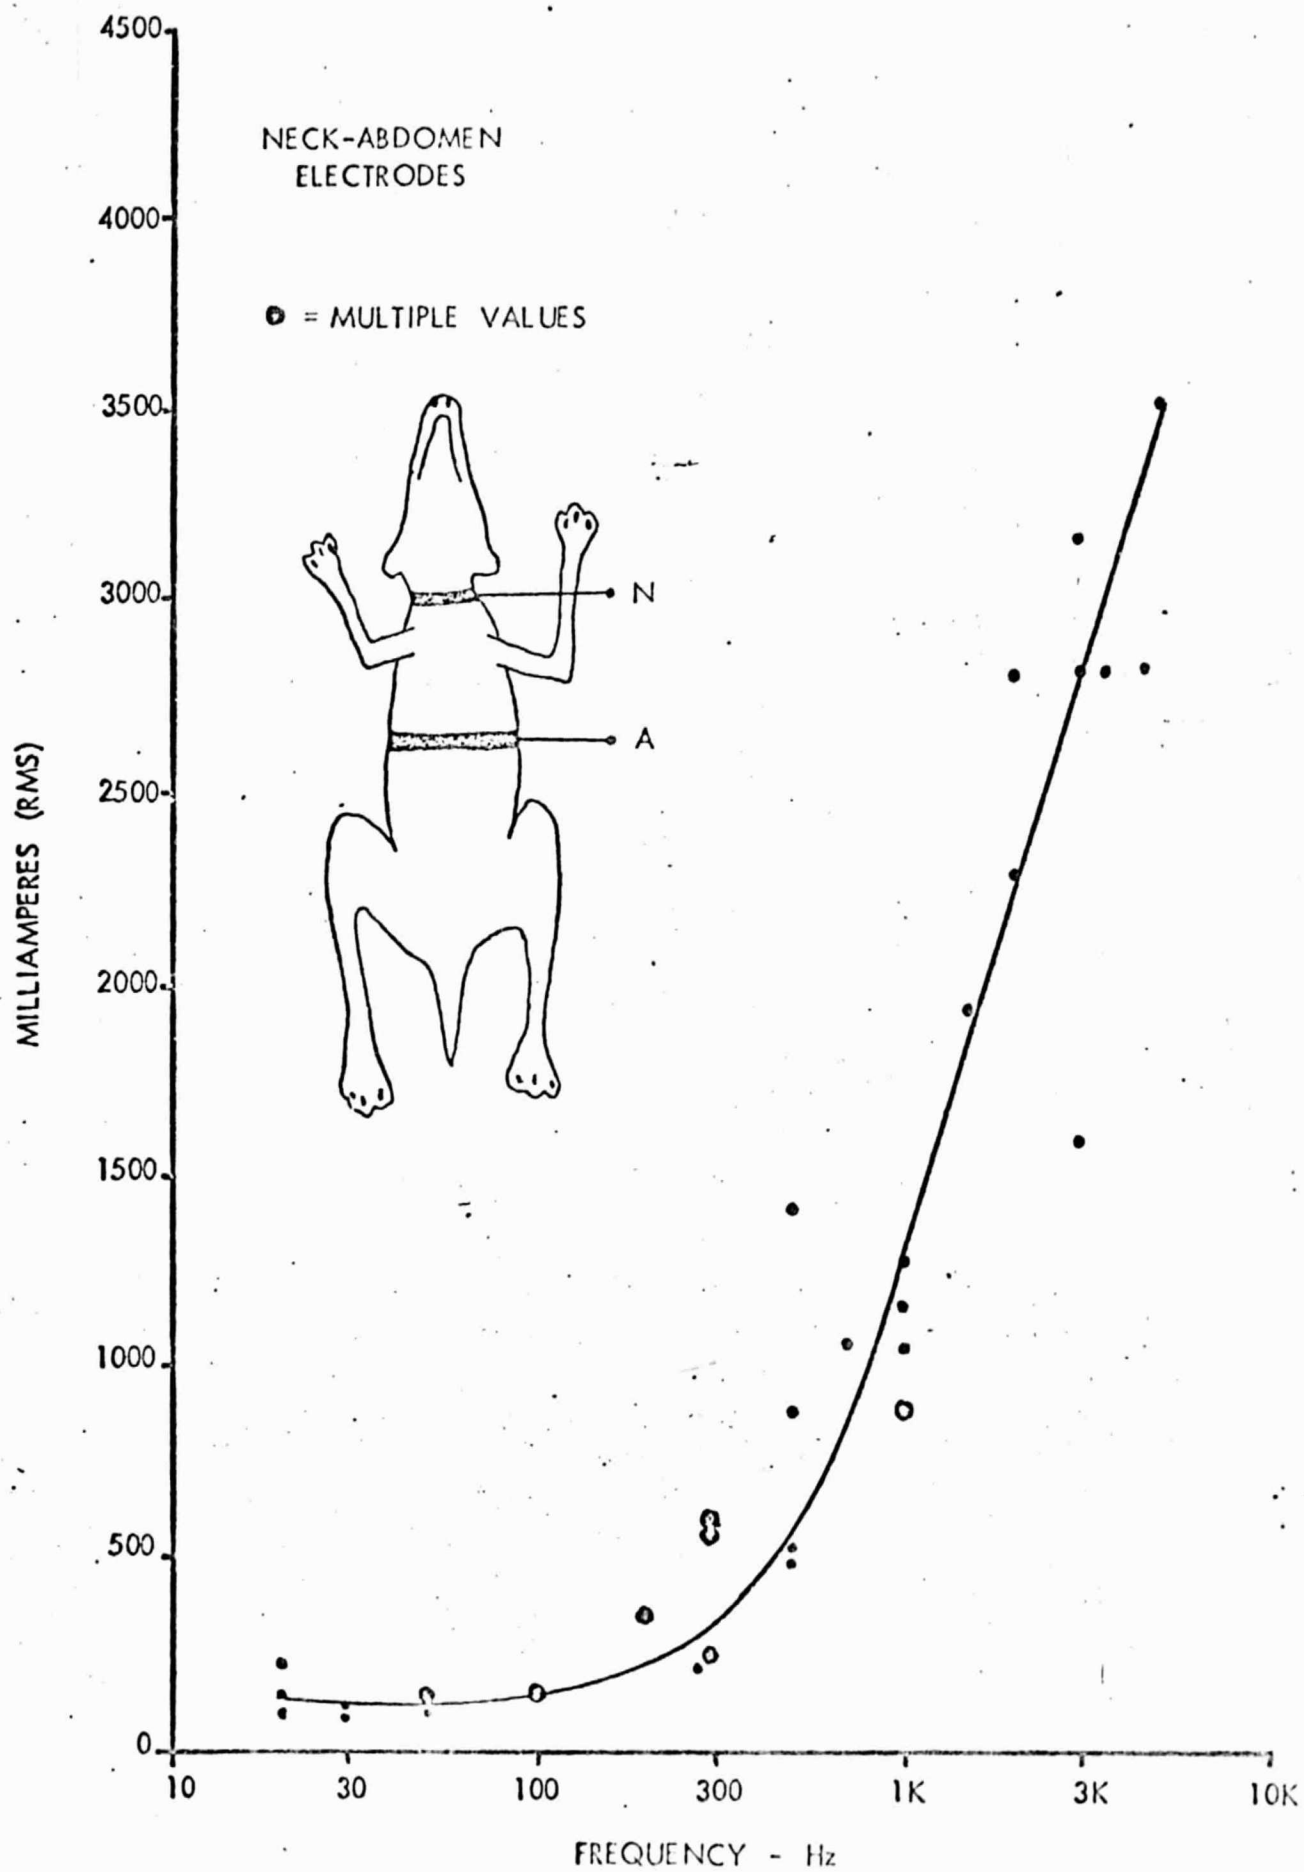 4500
NECK-ABDOMEN
ELECTRODES
4000
= MULTIPLE VALUES
3500
3000
N
A
2500
MILLIAMPERES (RMS)
2000
1500
1000
500
0
10 30 100 300 1K 3K 10K
FREQUENCY - Hz